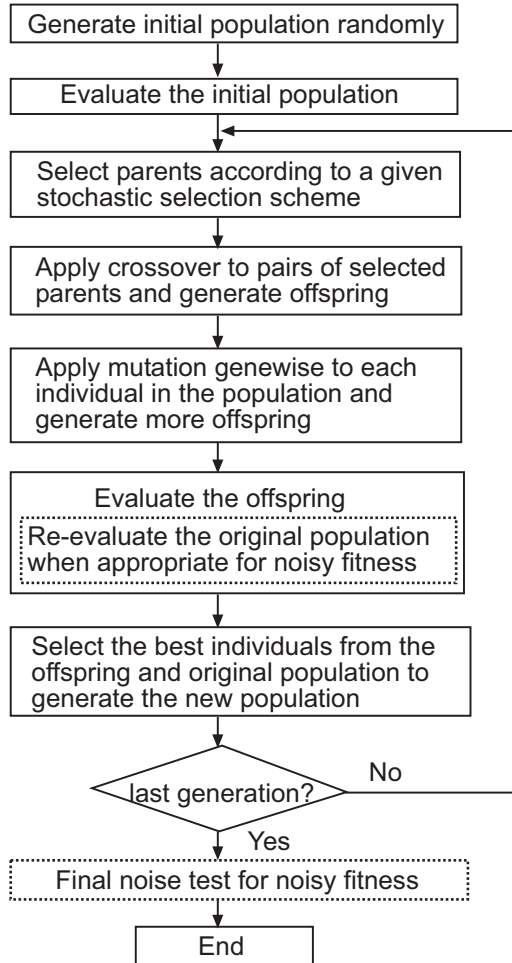 Generate initial population randomly
Evaluate the initial population
Select parents according to a given
stochastic selection scheme
Apply crossover to pairs of selected
parents and generate offspring
Apply mutation genewise to each
individual in the population and
generate more offspring
Evaluate the offspring
Re-evaluate the original population
when appropriate for noisy fitness
Select the best individuals from the
offspring and original population to
generate the new population
last generation?
No
Yes
Final noise test for noisy fitness
End